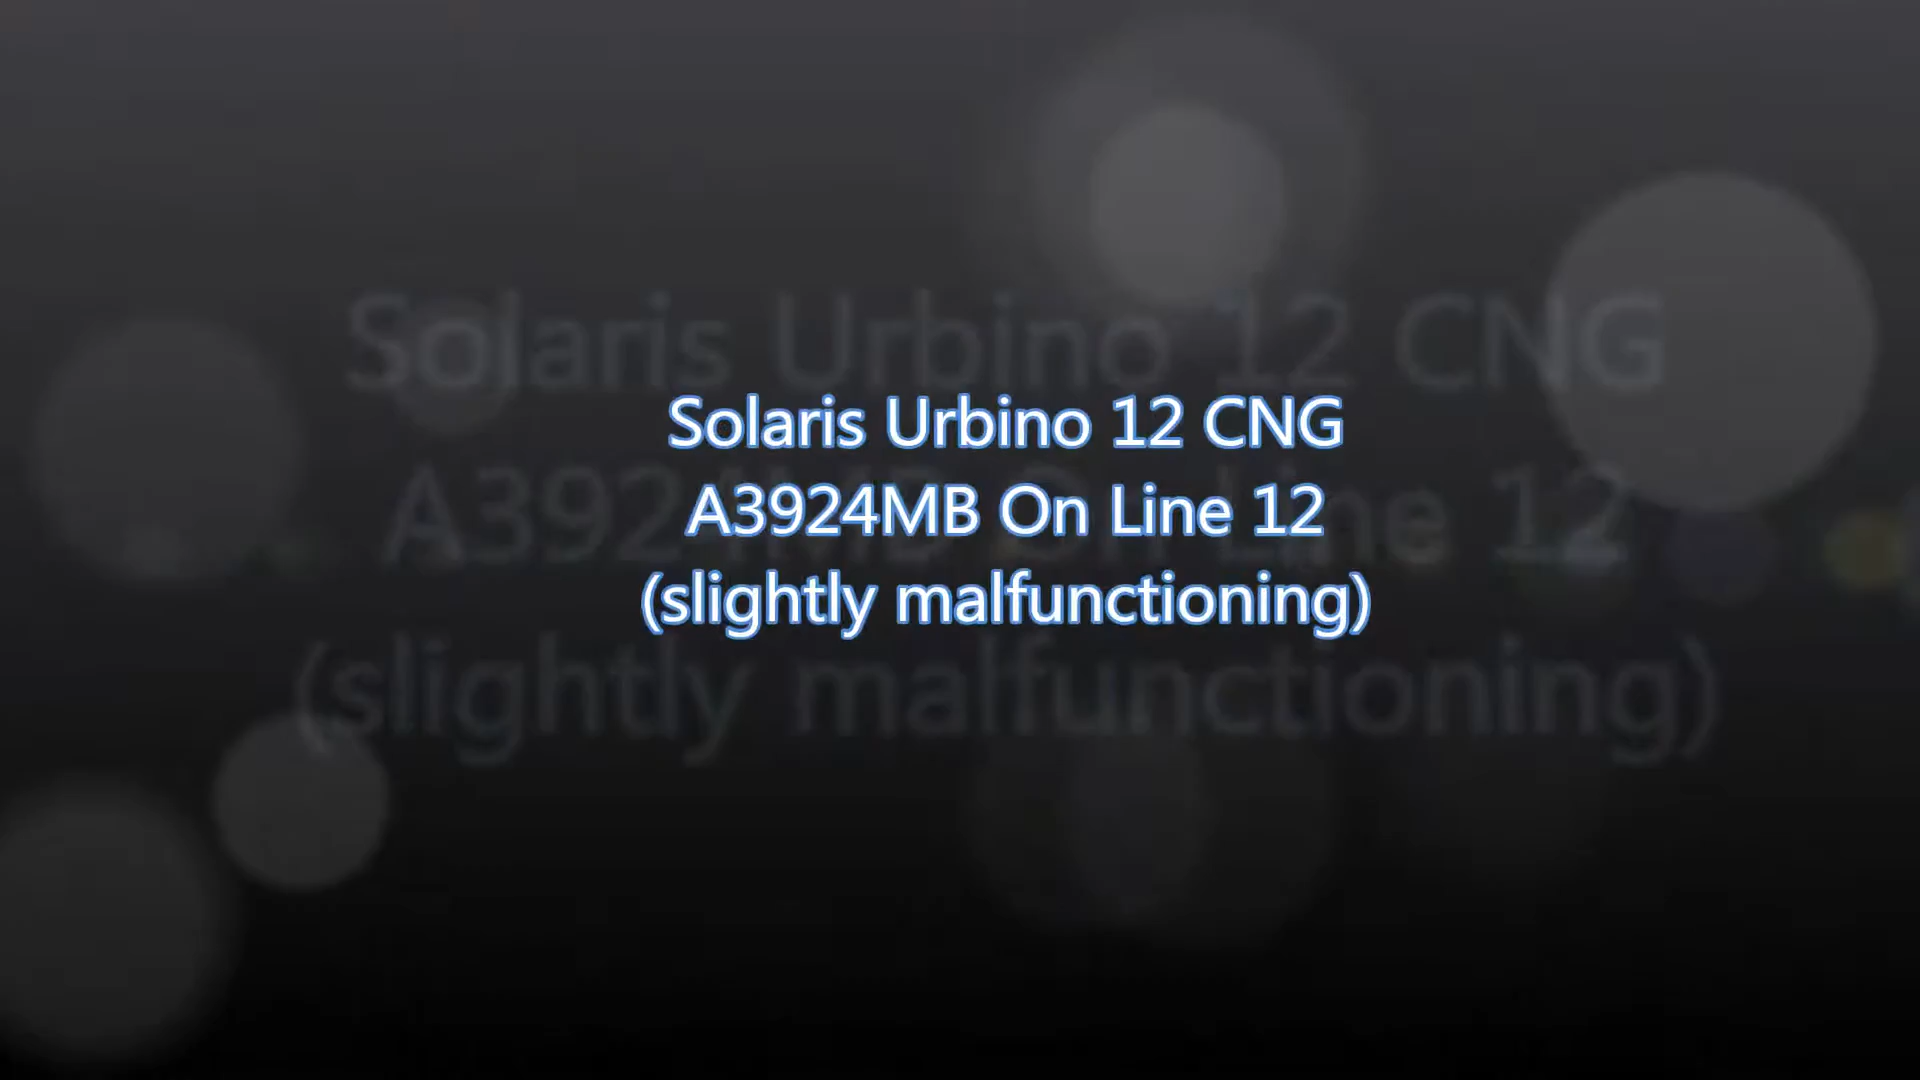 Solaris Urbino 12 CNG
A3924MB On Line 12
(slightly malfunctioning)